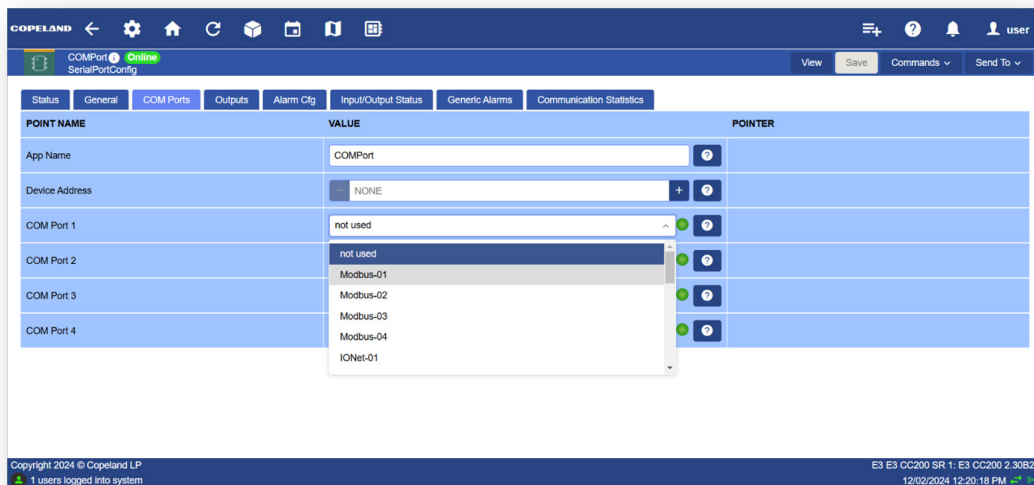 COPELAND
user
COMPort Online
SerialPortConfig
View Save Commands Send To
Status General COM Ports Outputs Alarm Cfg Input/Output Status Generic Alarms Communication Statistics
POINT NAME VALUE POINTER
App Name COMPort
Device Address NONE
COM Port 1 not used
COM Port 2
COM Port 3
COM Port 4
not used
Modbus-01
Modbus-02
Modbus-03
Modbus-04
IONet-01
Copyright 2024 © Copeland LP E3 E3 CC200 SR 1: E3 CC200 2.30B2
1 users logged into system 12/02/2024 12:20:18 PM